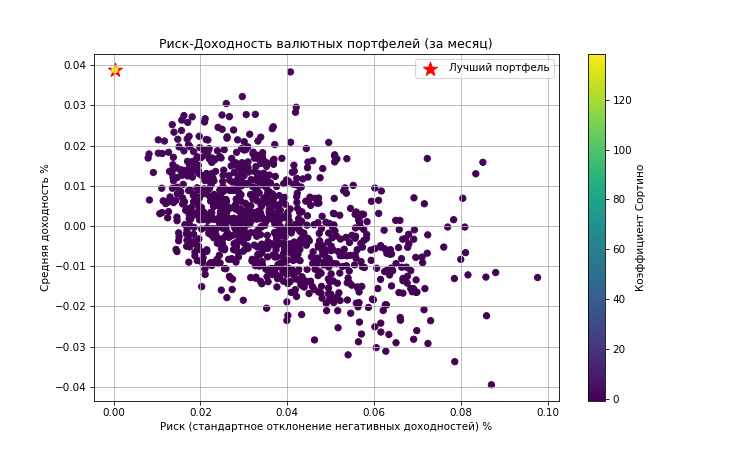 Риск-Доходность валютных портфелей (за месяц)
Лучший портфель
Средняя доходность %
0.04
0.03
0.02
0.01
0.00
−0.01
−0.02
−0.03
−0.04
0.00 0.02 0.04 0.06 0.08 0.10
Риск (стандартное отклонение негативных доходностей) %
120
100
80
60
40
20
0
Коэффициент Сортино